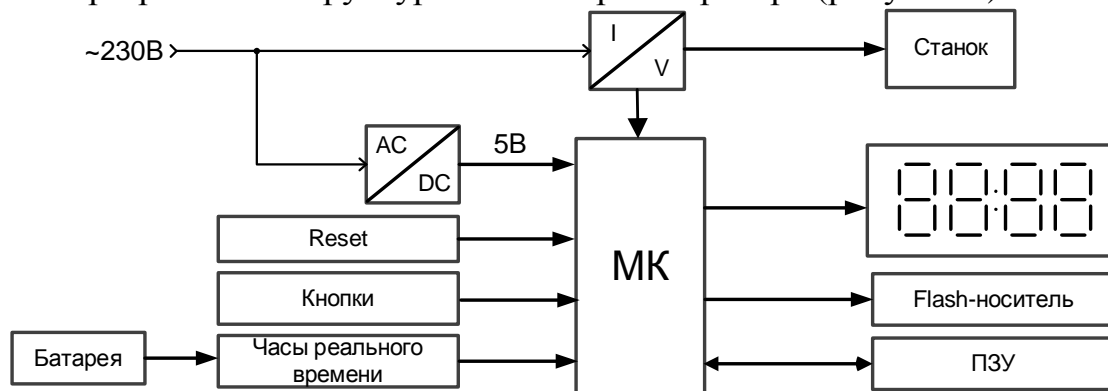 I
V
Станок
~230В
AC
DC
5В
Reset
МК
Кнопки
Flash-носитель
Батарея
Часы реального
времени
ПЗУ